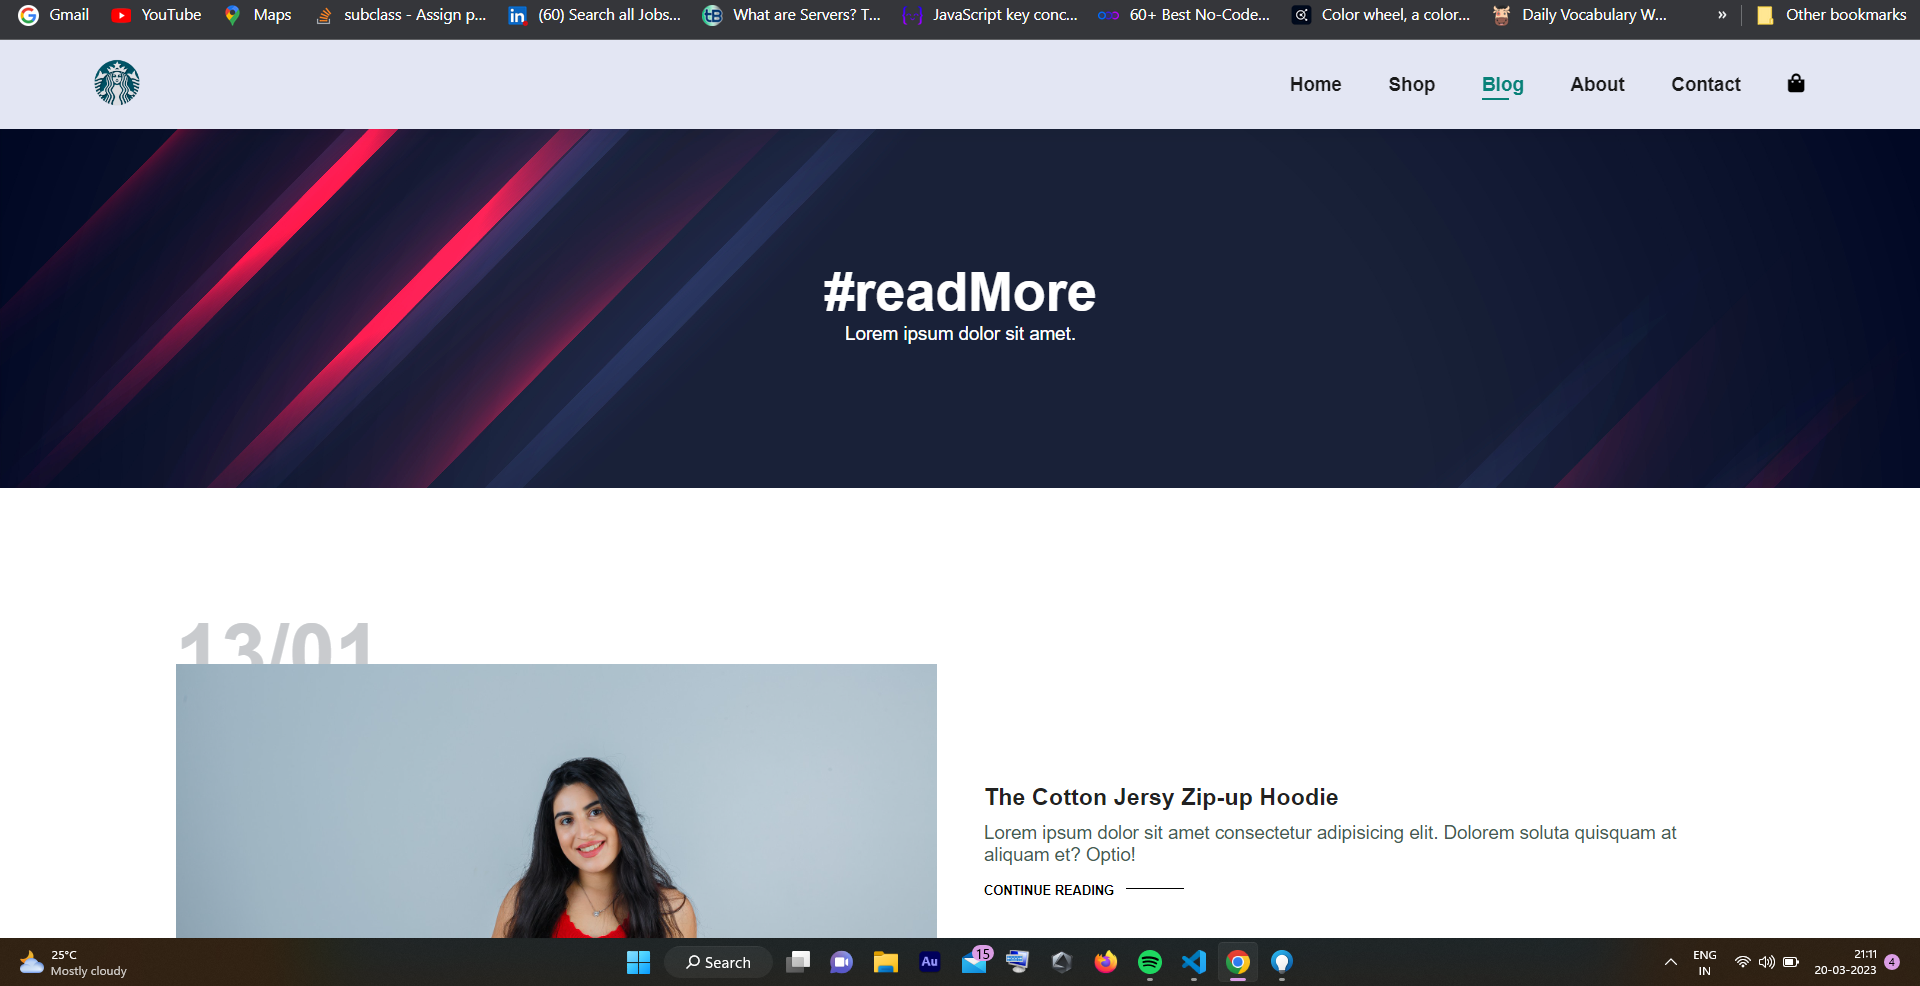 Gmail YouTube Maps subclass - Assign p... (60) Search all Jobs... What are Servers? T... JavaScript key conc... 60+ Best No-Code... Color wheel, a color... Daily Vocabulary W... » Other bookmarks
Home Shop Blog About Contact
#readMore
Lorem ipsum dolor sit amet.
13/01
The Cotton Jersy Zip-up Hoodie
Lorem ipsum dolor sit amet consectetur adipisicing elit. Dolorem soluta quisquam at
aliquam et? Optio!
CONTINUE READING
25°C
Mostly cloudy
Search
Au
15
ENG
IN
21:11
20-03-2023
4